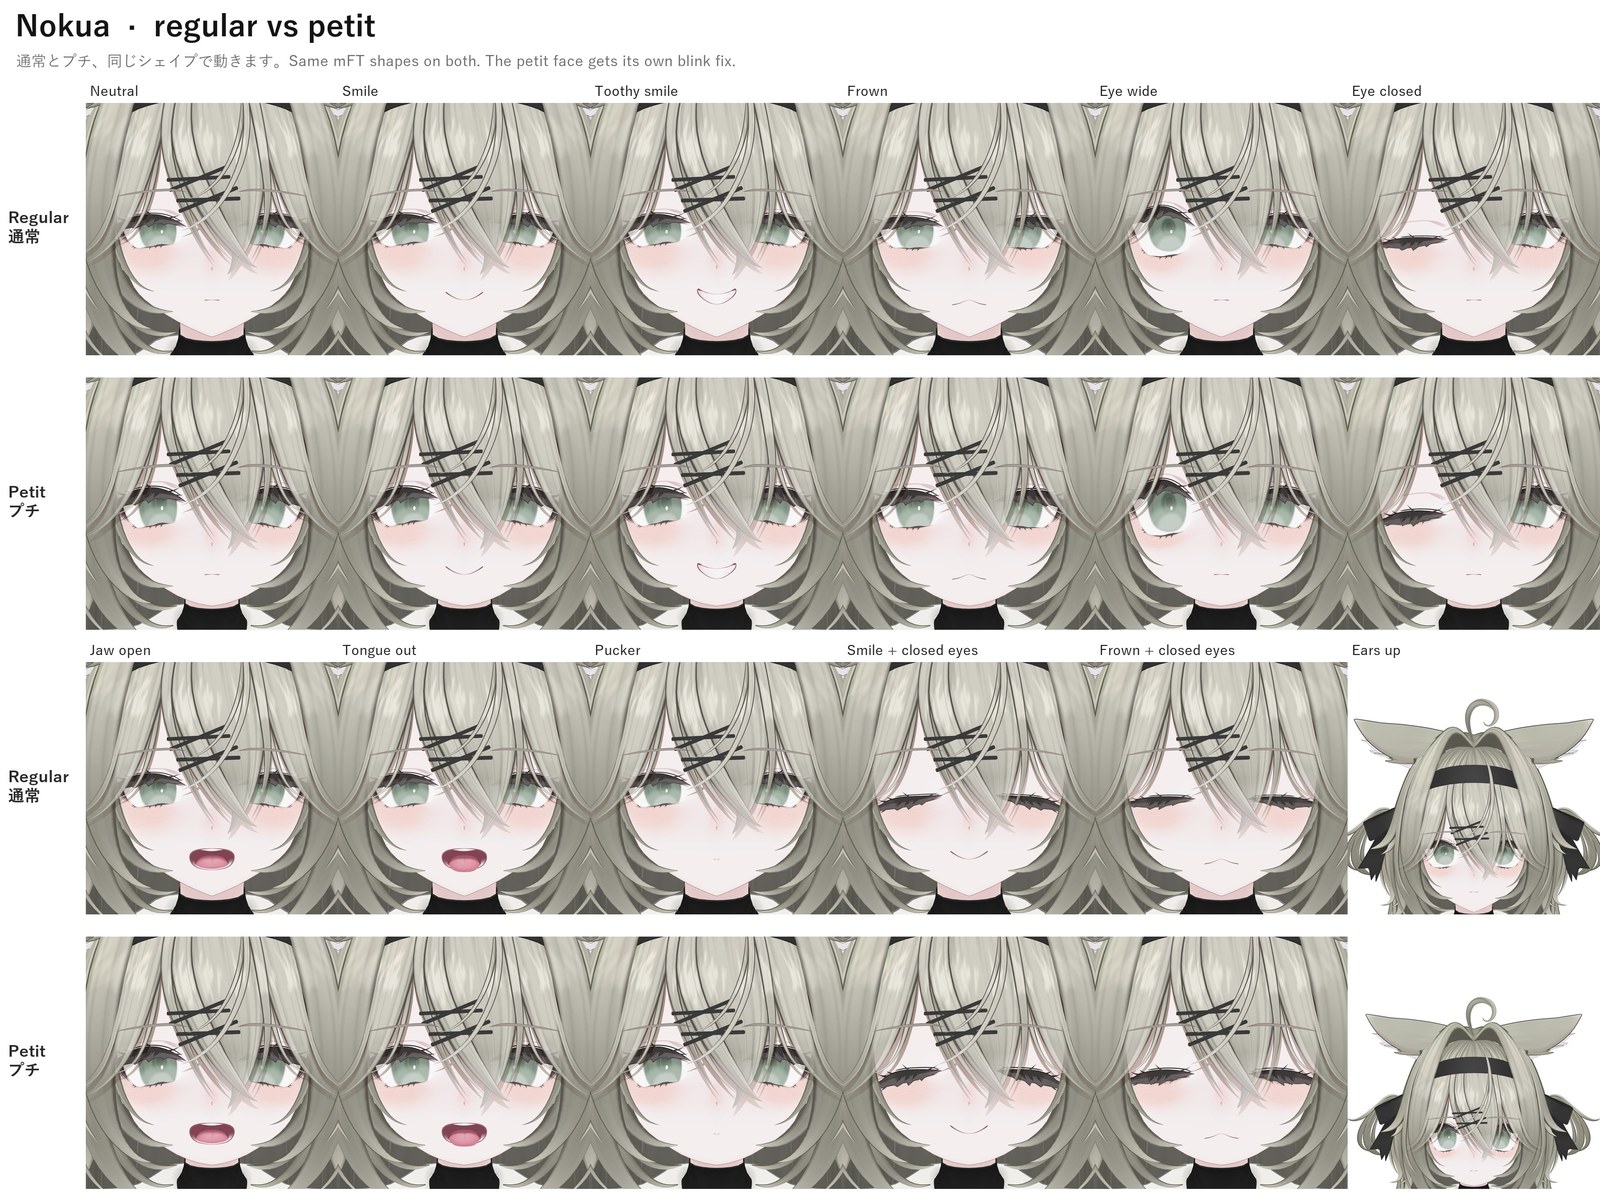 Nokua · regular vs petit
通常とプチ、同じシェイプで動きます。Same mFT shapes on both. The petit face gets its own blink fix.
Neutral Smile Toothy smile Frown Eye wide Eye closed
Regular
通常
Petit
プチ
Jaw open Tongue out Pucker Smile + closed eyes Frown + closed eyes Ears up
Regular
通常
Petit
プチ